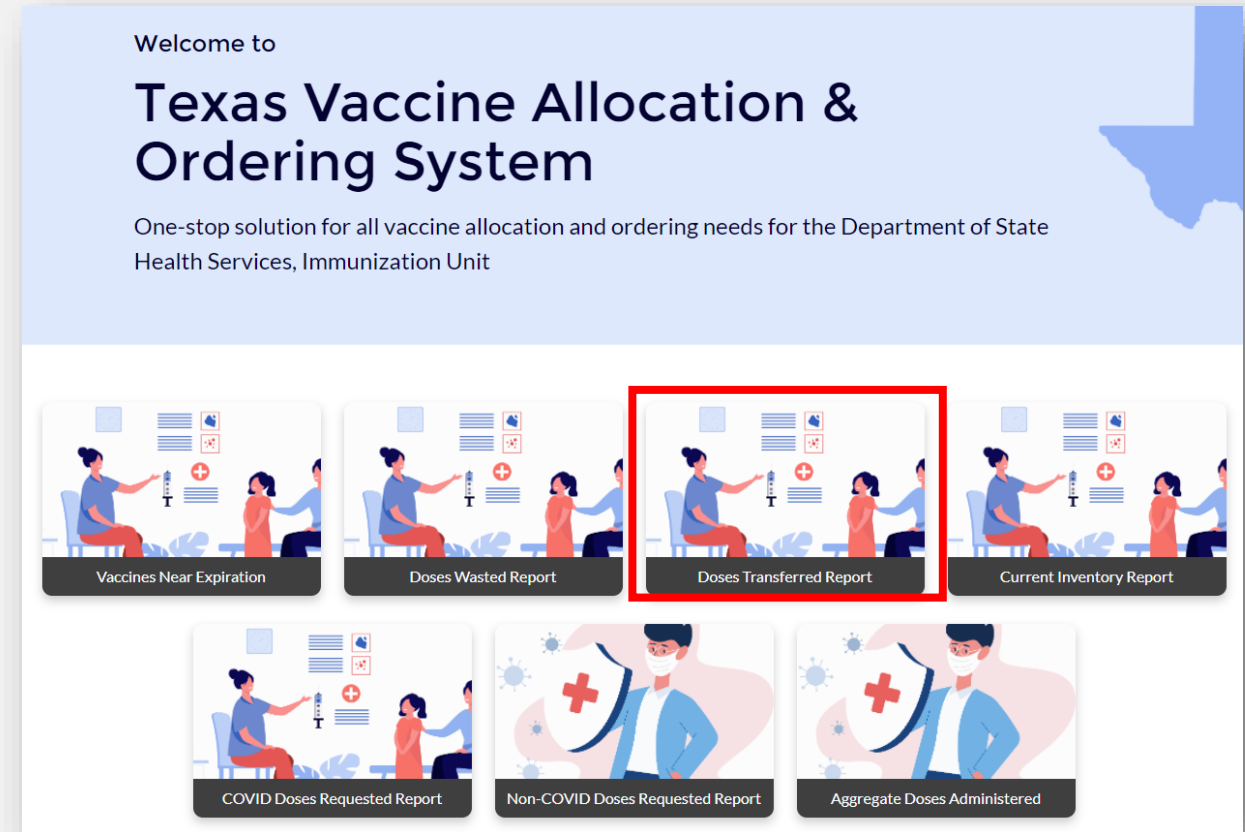 Welcome to
Texas Vaccine Allocation &
Ordering System
One-stop solution for all vaccine allocation and ordering needs for the Department of State
Health Services, Immunization Unit
Vaccines Near Expiration
Doses Wasted Report
Doses Transferred Report
Current Inventory Report
COVID Doses Requested Report
Non-COVID Doses Requested Report
Aggregate Doses Administered